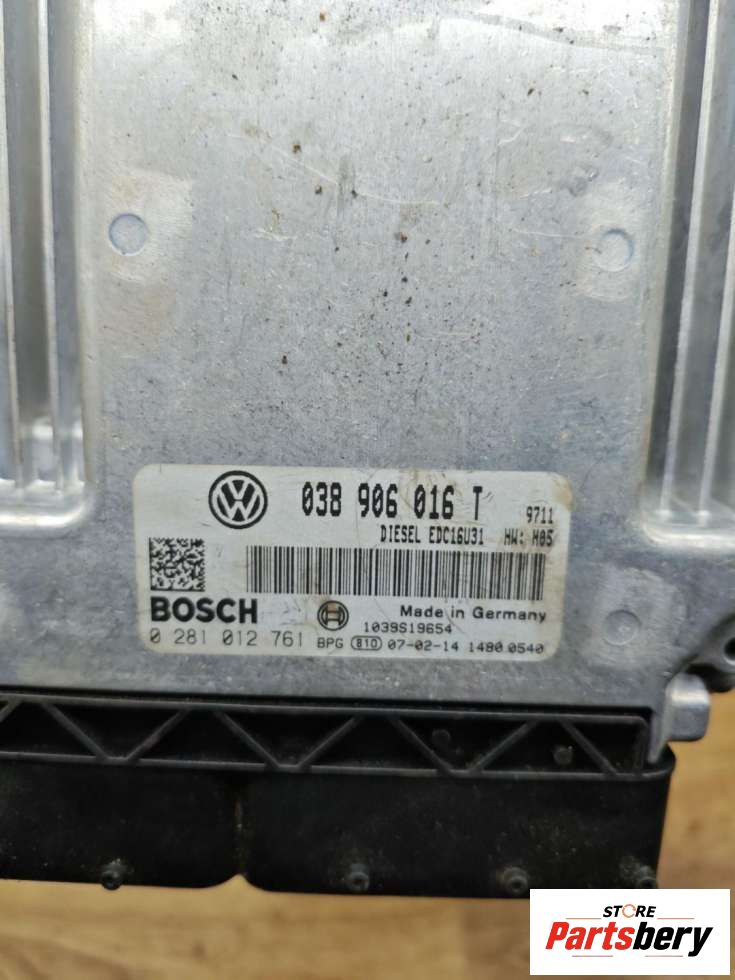 038 906 016 T 9711
DIESEL EDC16U31 HW: M05
BOSCH Made in Germany
1039S19654
0 281 012 761 BPG 810 07-02-14 1480 0540
STORE
Partsbery